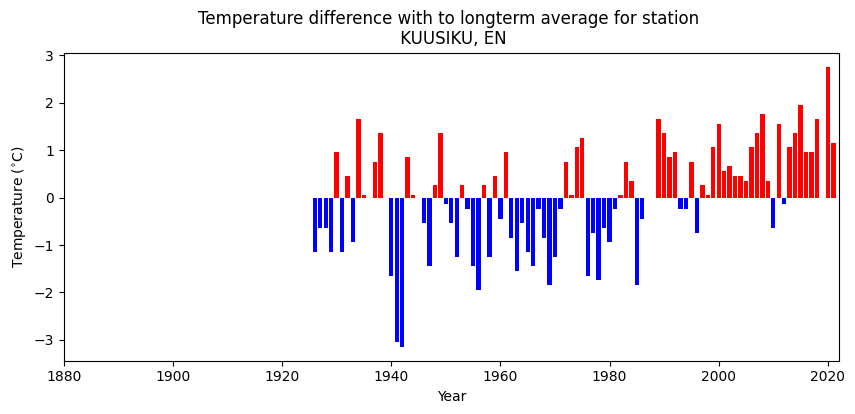 Temperature difference with to longterm average for station
KUUSIKU, EN
Temperature (°C)
3
2
1
0
−1
−2
−3
1880 1900 1920 1940 1960 1980 2000 2020
Year